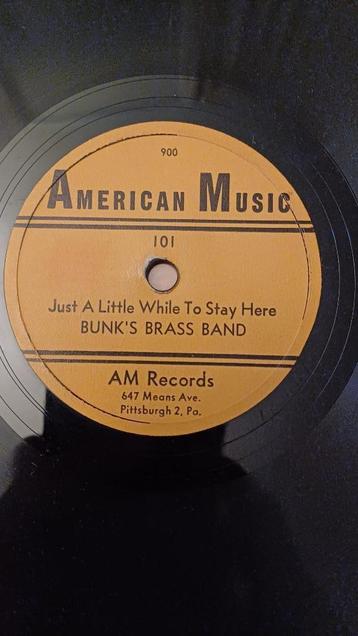 900
AMERICAN MUSIC
101
Just A Little While To Stay Here
BUNK'S BRASS BAND
AM Records
647 Means Ave.
Pittsburgh 2, Pa.